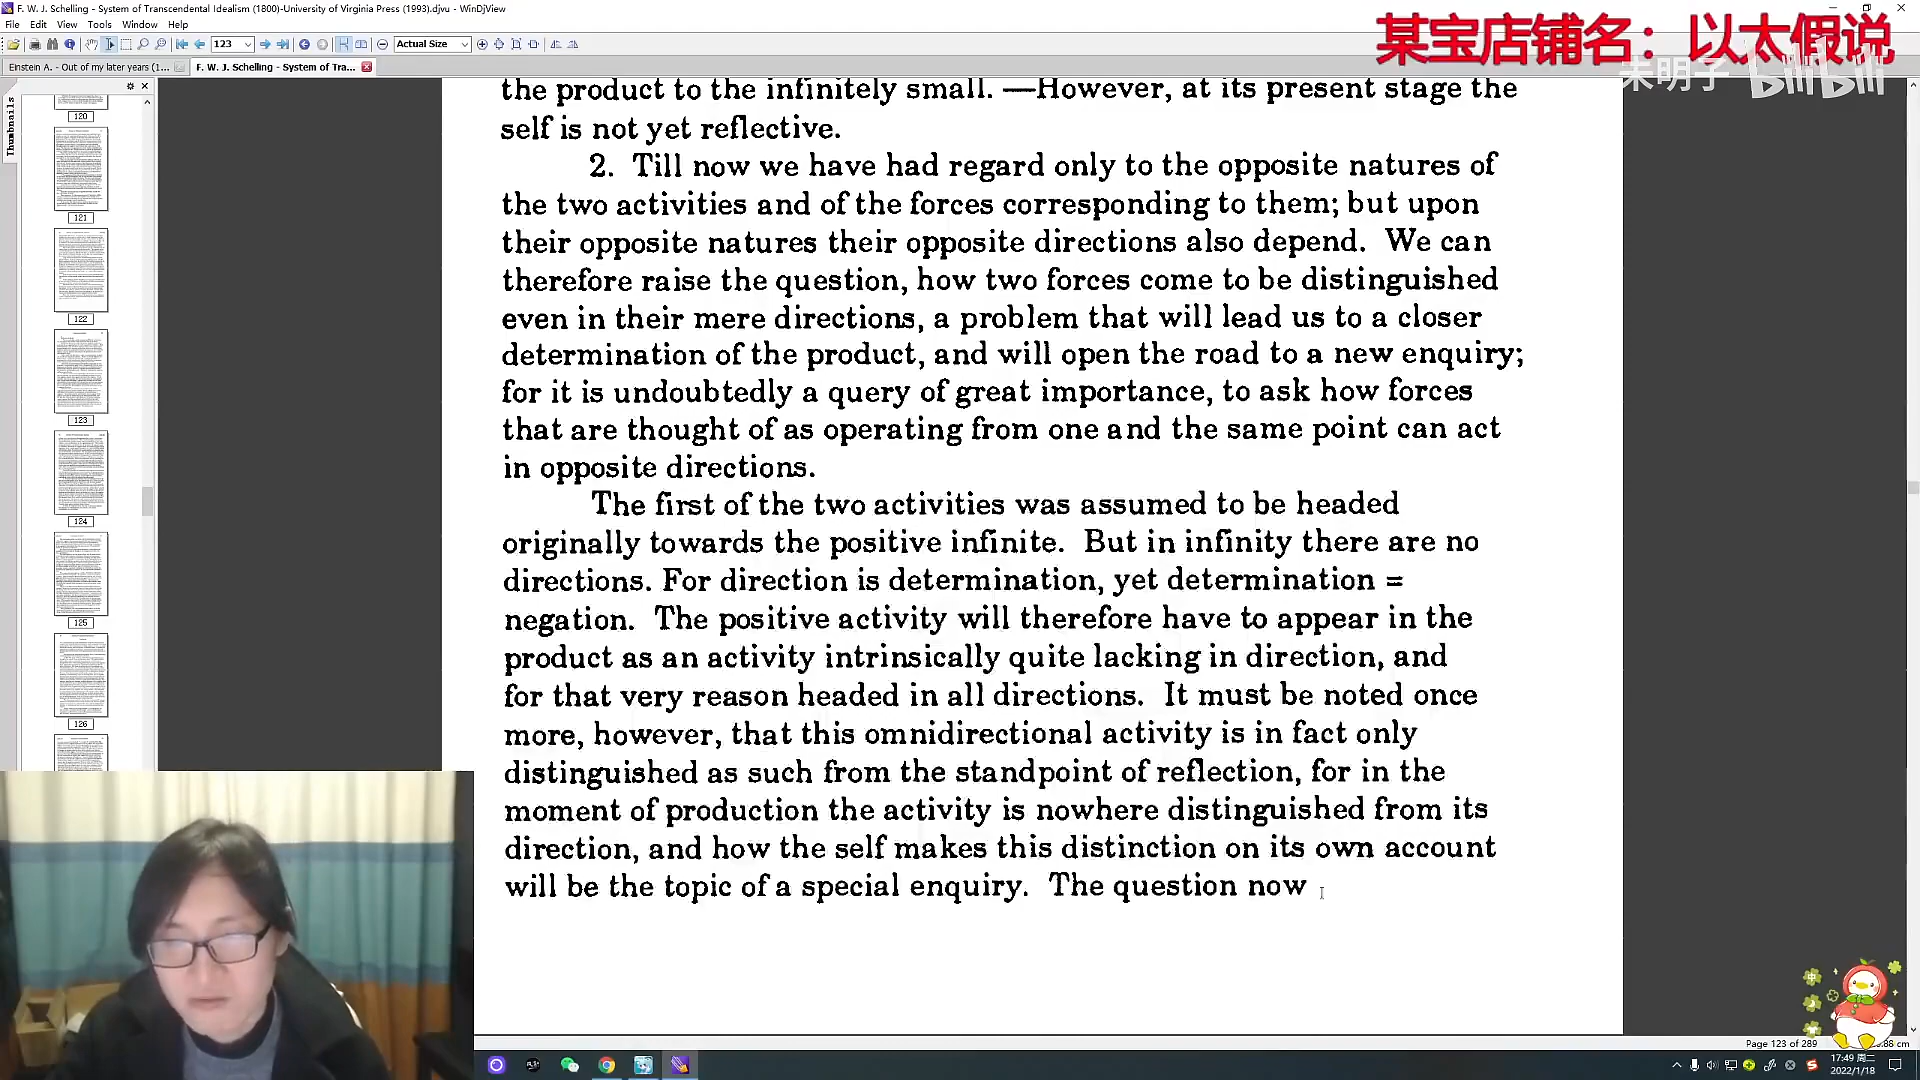 F. W. J. Schelling - System of Transcendental Idealism (1800)-University of Virginia Press (1993).djvu - WinDjView
File Edit View Tools Window Help
123
Actual Size
Einstein A. - Out of my later years (1...
F. W. J. Schelling - System of Tra...
某宝店铺名：以太假说
未明子
bilibili
Thumbnails
120
121
122
123
124
125
126
the product to the infinitely small. —However, at its present stage the
self is not yet reflective.
2. Till now we have had regard only to the opposite natures of
the two activities and of the forces corresponding to them; but upon
their opposite natures their opposite directions also depend. We can
therefore raise the question, how two forces come to be distinguished
even in their mere directions, a problem that will lead us to a closer
determination of the product, and will open the road to a new enquiry;
for it is undoubtedly a query of great importance, to ask how forces
that are thought of as operating from one and the same point can act
in opposite directions.
The first of the two activities was assumed to be headed
originally towards the positive infinite. But in infinity there are no
directions. For direction is determination, yet determination =
negation. The positive activity will therefore have to appear in the
product as an activity intrinsically quite lacking in direction, and
for that very reason headed in all directions. It must be noted once
more, however, that this omnidirectional activity is in fact only
distinguished as such from the standpoint of reflection, for in the
moment of production the activity is nowhere distinguished from its
direction, and how the self makes this distinction on its own account
will be the topic of a special enquiry. The question now
Page 123 of 289
17:49 周二
2022/1/18